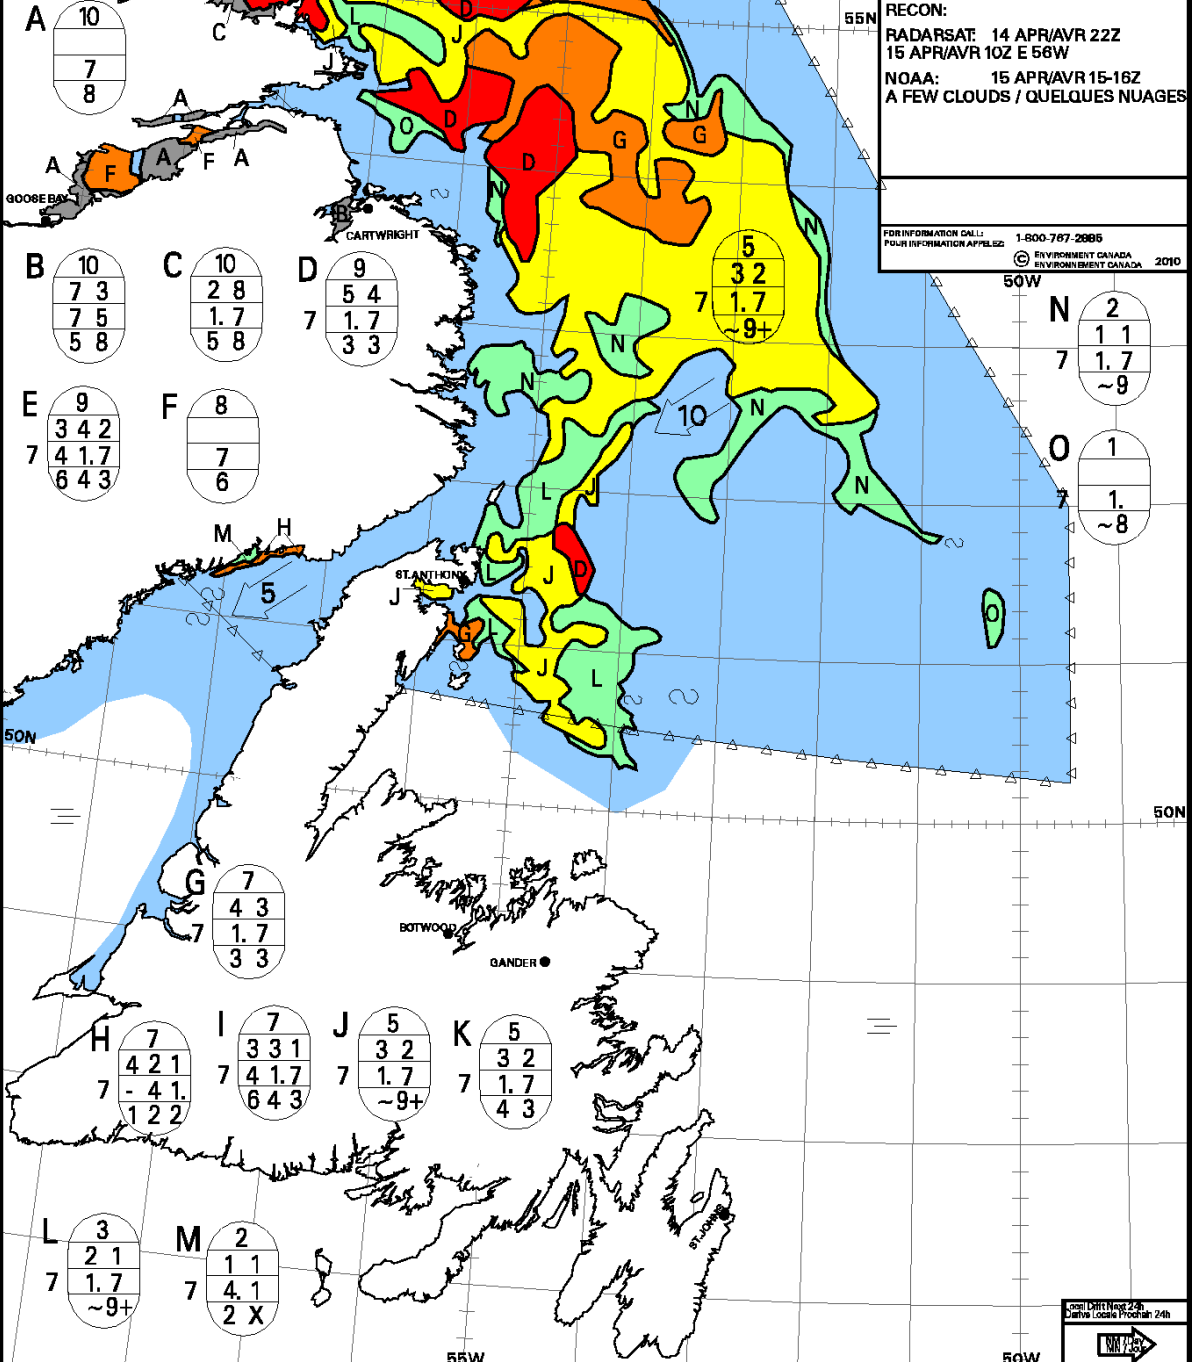 A
10
7
8
C
L
D
J
J
55N
RECON:
RADARSAT: 14 APR/AVR 22Z
15 APR/AVR 10Z E 56W
NOAA: 15 APR/AVR 15-16Z
A FEW CLOUDS / QUELQUES NUAGES
A
O
D
N
G
G
A
F
A
F
A
D
N
GOOSE BAY
B
CARTWRIGHT
N
FOR INFORMATION CALL: 1-800-767-2885
POUR INFORMATION APPELEZ:
© ENVIRONMENT CANADA
ENVIRONNEMENT CANADA 2010
50W
B
10
7 3
7 5
5 8
C
10
2 8
1. 7
5 8
D
9
5 4
7 1. 7
3 3
5
3 2
7 1. 7
~9+
N
2
1 1
7 1. 7
~9
N
N
10
N
E
9
3 4 2
7 4 1. 7
6 4 3
F
8
7
6
O
1
7 1.
~8
L
J
N
M
H
5
ST.ANTHONY
J
L
J
D
G
L
J
L
O
50N
50N
G
7
4 3
7 1. 7
3 3
BOTWOOD
GANDER
H
7
4 2 1
7 - 4 1.
1 2 2
I
7
3 3 1
7 4 1. 7
6 4 3
J
5
3 2
7 1. 7
~9+
K
5
3 2
7 1. 7
4 3
L
3
2 1
7 1. 7
~9+
M
2
1 1
7 4. 1
2 X
ST.JOHNS
Local Drift Next 24h
Derive Locale Prochain 24h
NM / Day
MN / Jour
55W
50W